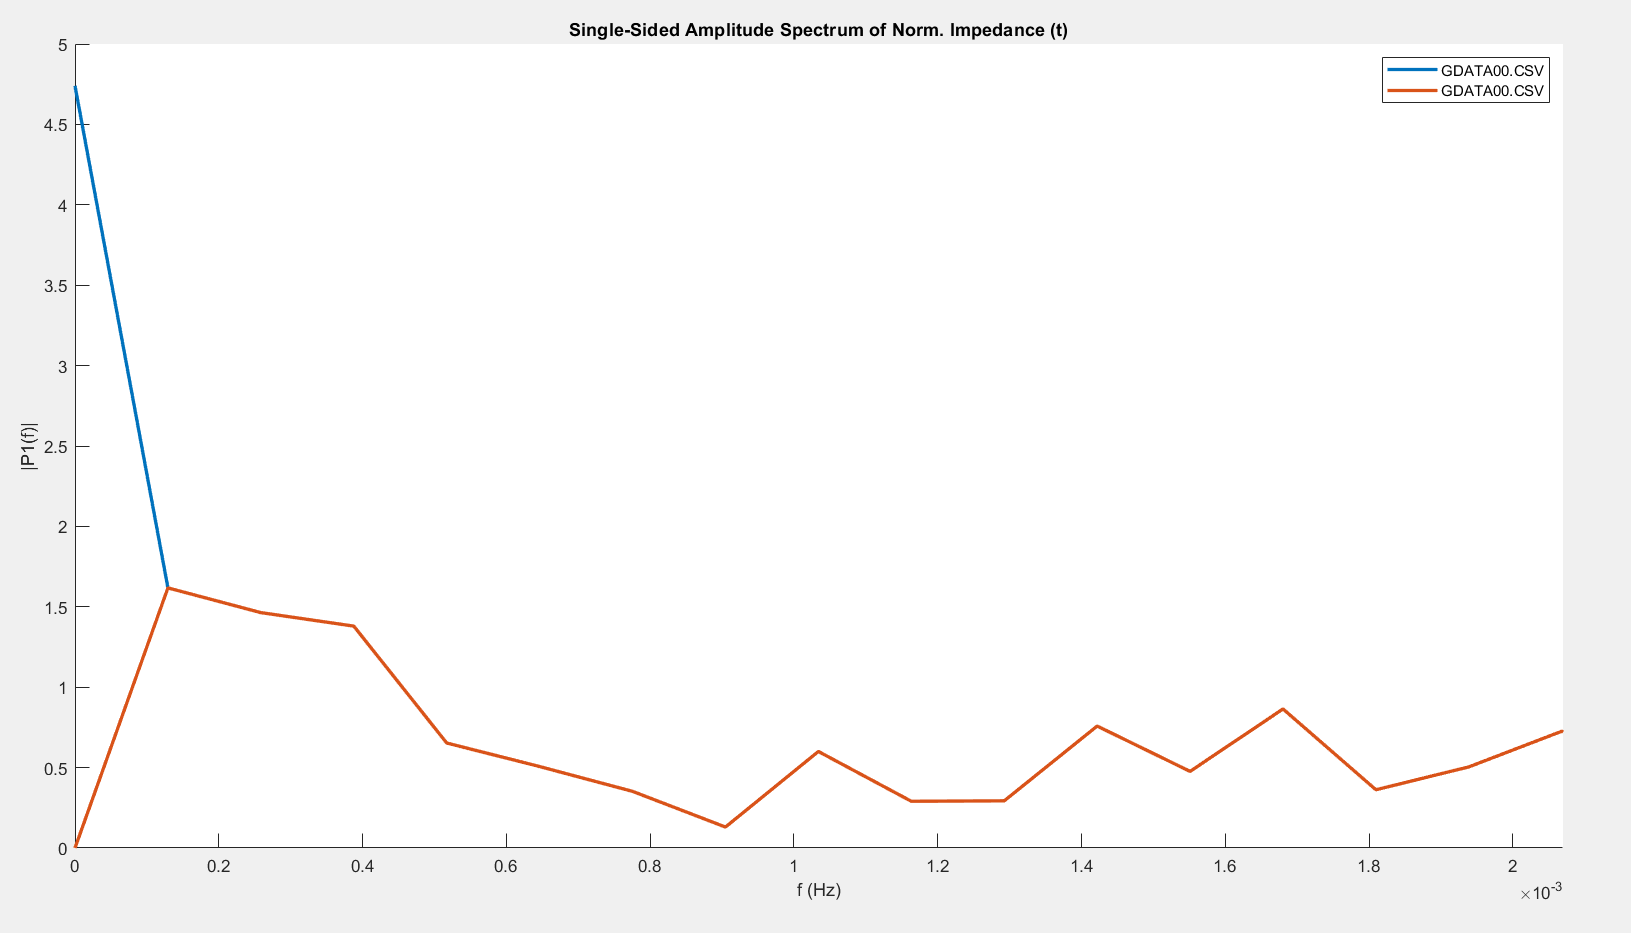 Single-Sided Amplitude Spectrum of Norm. Impedance (t)
GDATA00.CSV
GDATA00.CSV
5
4.5
4
3.5
3
2.5
2
1.5
1
0.5
0
|P1(f)|
0 0.2 0.4 0.6 0.8 1 1.2 1.4 1.6 1.8 2
f (Hz)
×10-3